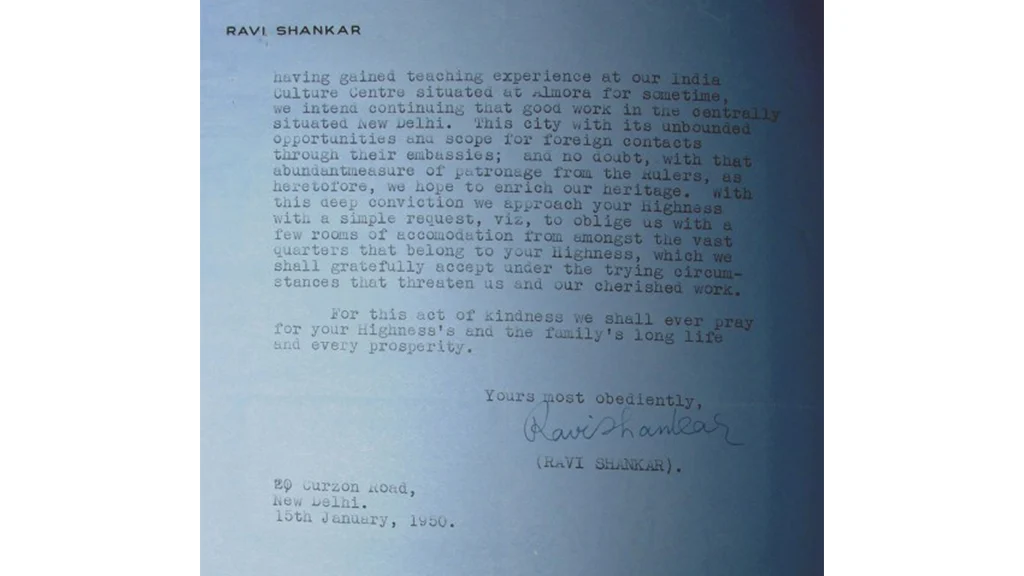 RAVI SHANKAR
having gained teaching experience at our India
Culture Centre situated at Almora for sometime,
we intend continuing that good work in the centrally
situated New Delhi. This city with its unbounded
opportunities and scope for foreign contacts
through their embassies; and no doubt, with that
abundantmeasure of patronage from the Rulers, as
heretofore, we hope to enrich our heritage. With
this deep conviction we approach your Highness
with a simple request, viz, to oblige us with a
few rooms of accomodation from amongst the vast
quarters that belong to your Highness, which we
shall gratefully accept under the trying circum-
stances that threaten us and our cherished work.
For this act of kindness we shall ever pray
for your Highness's and the family's long life
and every prosperity.
Yours most obediently,
Ravi Shankar
(RAVI SHANKAR).
Curzon Road,
New Delhi.
15th January, 1950.